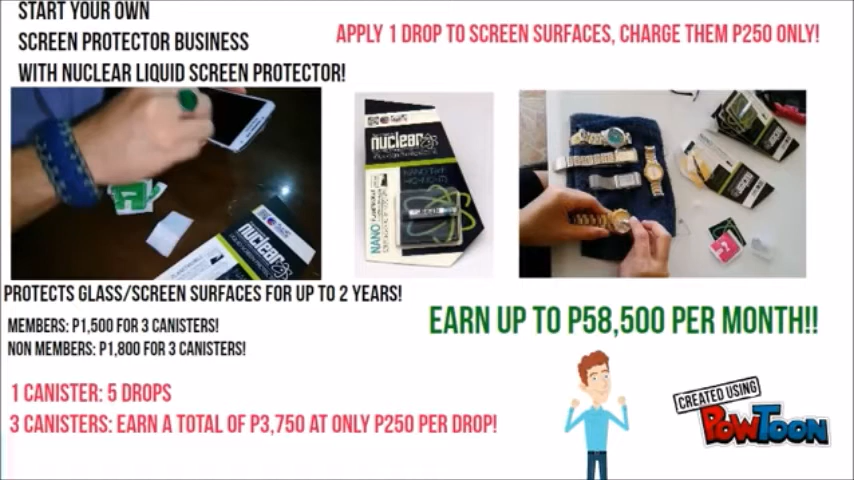 START YOUR OWN
SCREEN PROTECTOR BUSINESS
WITH NUCLEAR LIQUID SCREEN PROTECTOR!
APPLY 1 DROP TO SCREEN SURFACES, CHARGE THEM P250 ONLY!
nuclear
nuclear
NANO
PROTECTS GLASS/SCREEN SURFACES FOR UP TO 2 YEARS!
MEMBERS: P1,500 FOR 3 CANISTERS!
NON MEMBERS: P1,800 FOR 3 CANISTERS!
EARN UP TO P58,500 PER MONTH!!
1 CANISTER: 5 DROPS
3 CANISTERS: EARN A TOTAL OF P3,750 AT ONLY P250 PER DROP!
CREATED USING
POWTOON